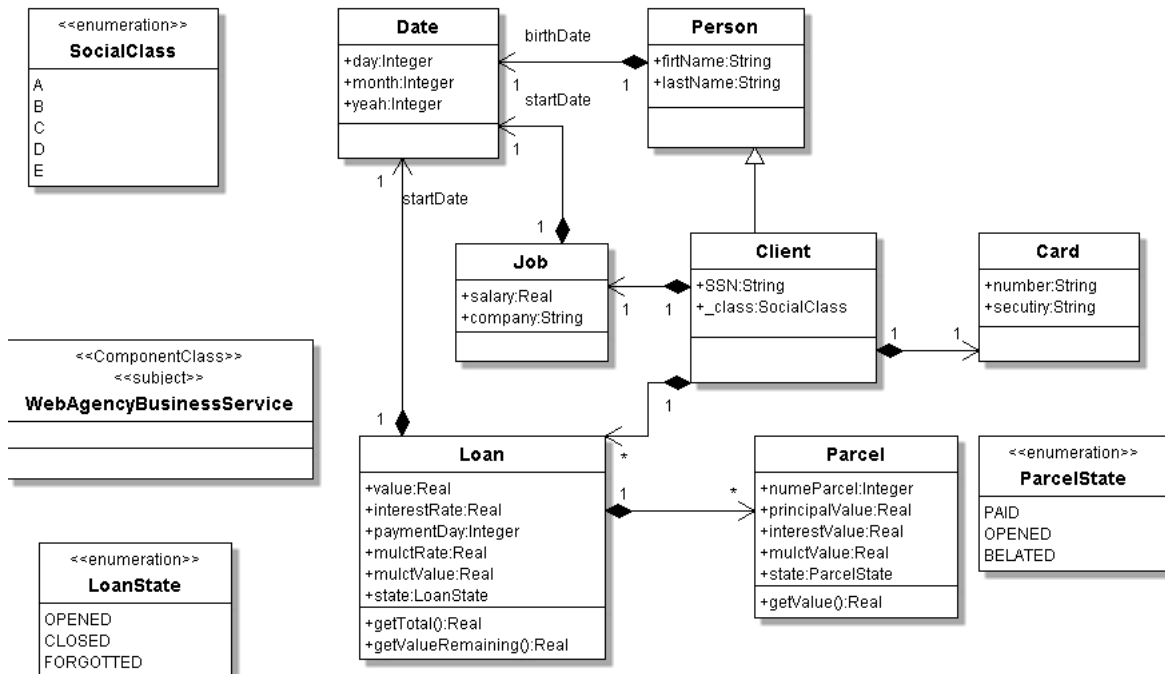 <<enumeration>>
SocialClass
A
B
C
D
E
Date
+day:Integer
+month:Integer
+yeah:Integer
birthDate
1
1
startDate
1
Person
+firtName:String
+lastName:String
1
startDate
1
Job
+salary:Real
+company:String
1
1
Client
+SSN:String
+_class:SocialClass
1
1
1
Card
+number:String
+secutiry:String
<<ComponentClass>>
<<subject>>
WebAgencyBusinessService
1
*
Loan
+value:Real
+interestRate:Real
+paymentDay:Integer
+mulctRate:Real
+mulctValue:Real
+state:LoanState
+getTotal():Real
+getValueRemaining():Real
1
*
Parcel
+numeParcel:Integer
+principalValue:Real
+interestValue:Real
+mulctValue:Real
+state:ParcelState
+getValue():Real
<<enumeration>>
ParcelState
PAID
OPENED
BELATED
<<enumeration>>
LoanState
OPENED
CLOSED
FORGOTTED